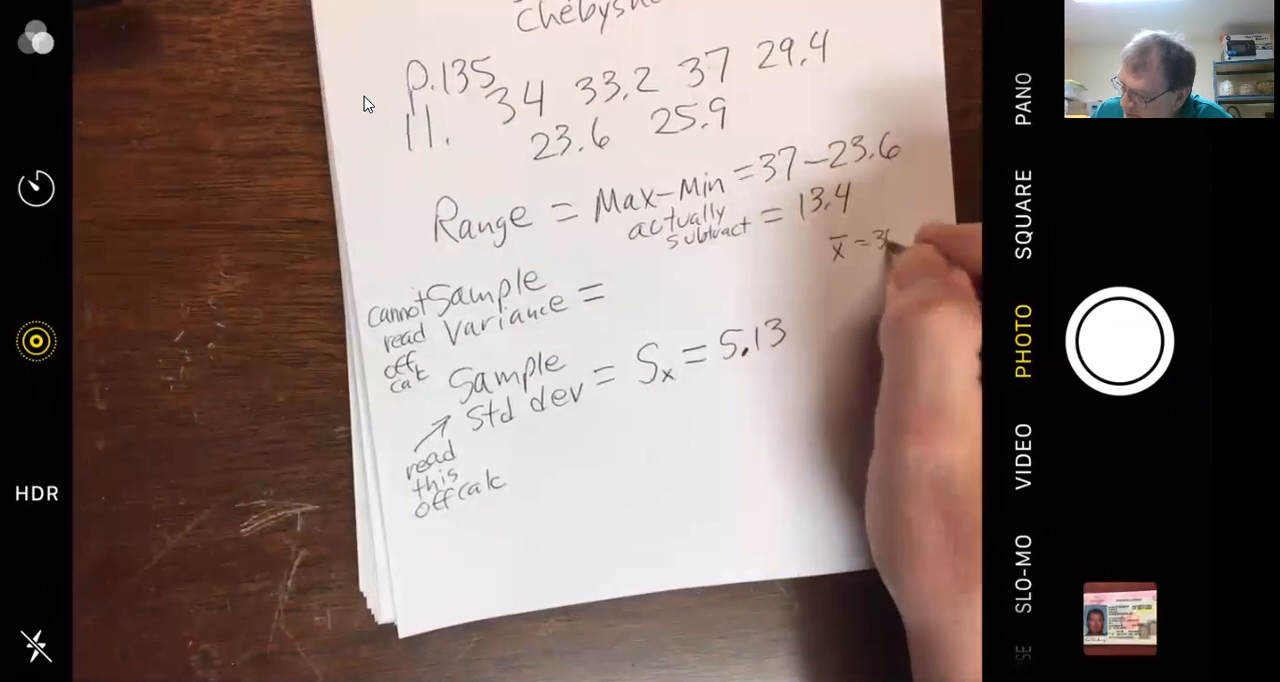 Chebysh
p.135
11. 34 33.2 37 29.4
23.6 25.9
Range = Max-Min = 37-23.6
actually
subtract = 13.4
x̄ = 3
cannot Sample
read Variance =
off
calc
Sample
Std dev = Sx = 5.13
read
this
off calc
HDR
PANO
SQUARE
PHOTO
VIDEO
SLO-MO
SE